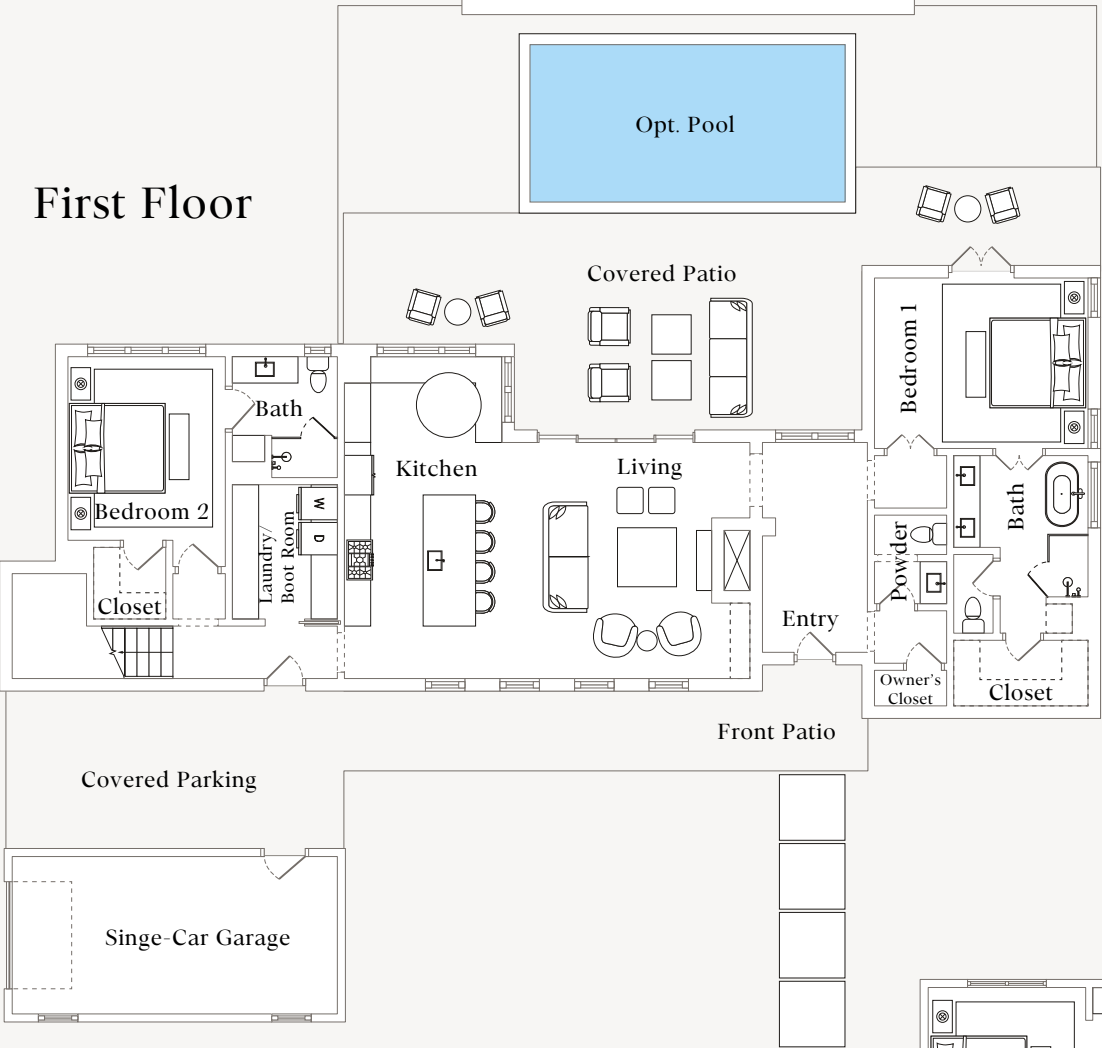 Opt. Pool
First Floor
Covered Patio
Bedroom 1
Bath
Kitchen
Living
Bedroom 2
Bath
W
D
Laundry/
Boot Room
Powder
Closet
Entry
Owner's
Closet
Closet
Front Patio
Covered Parking
Singe-Car Garage